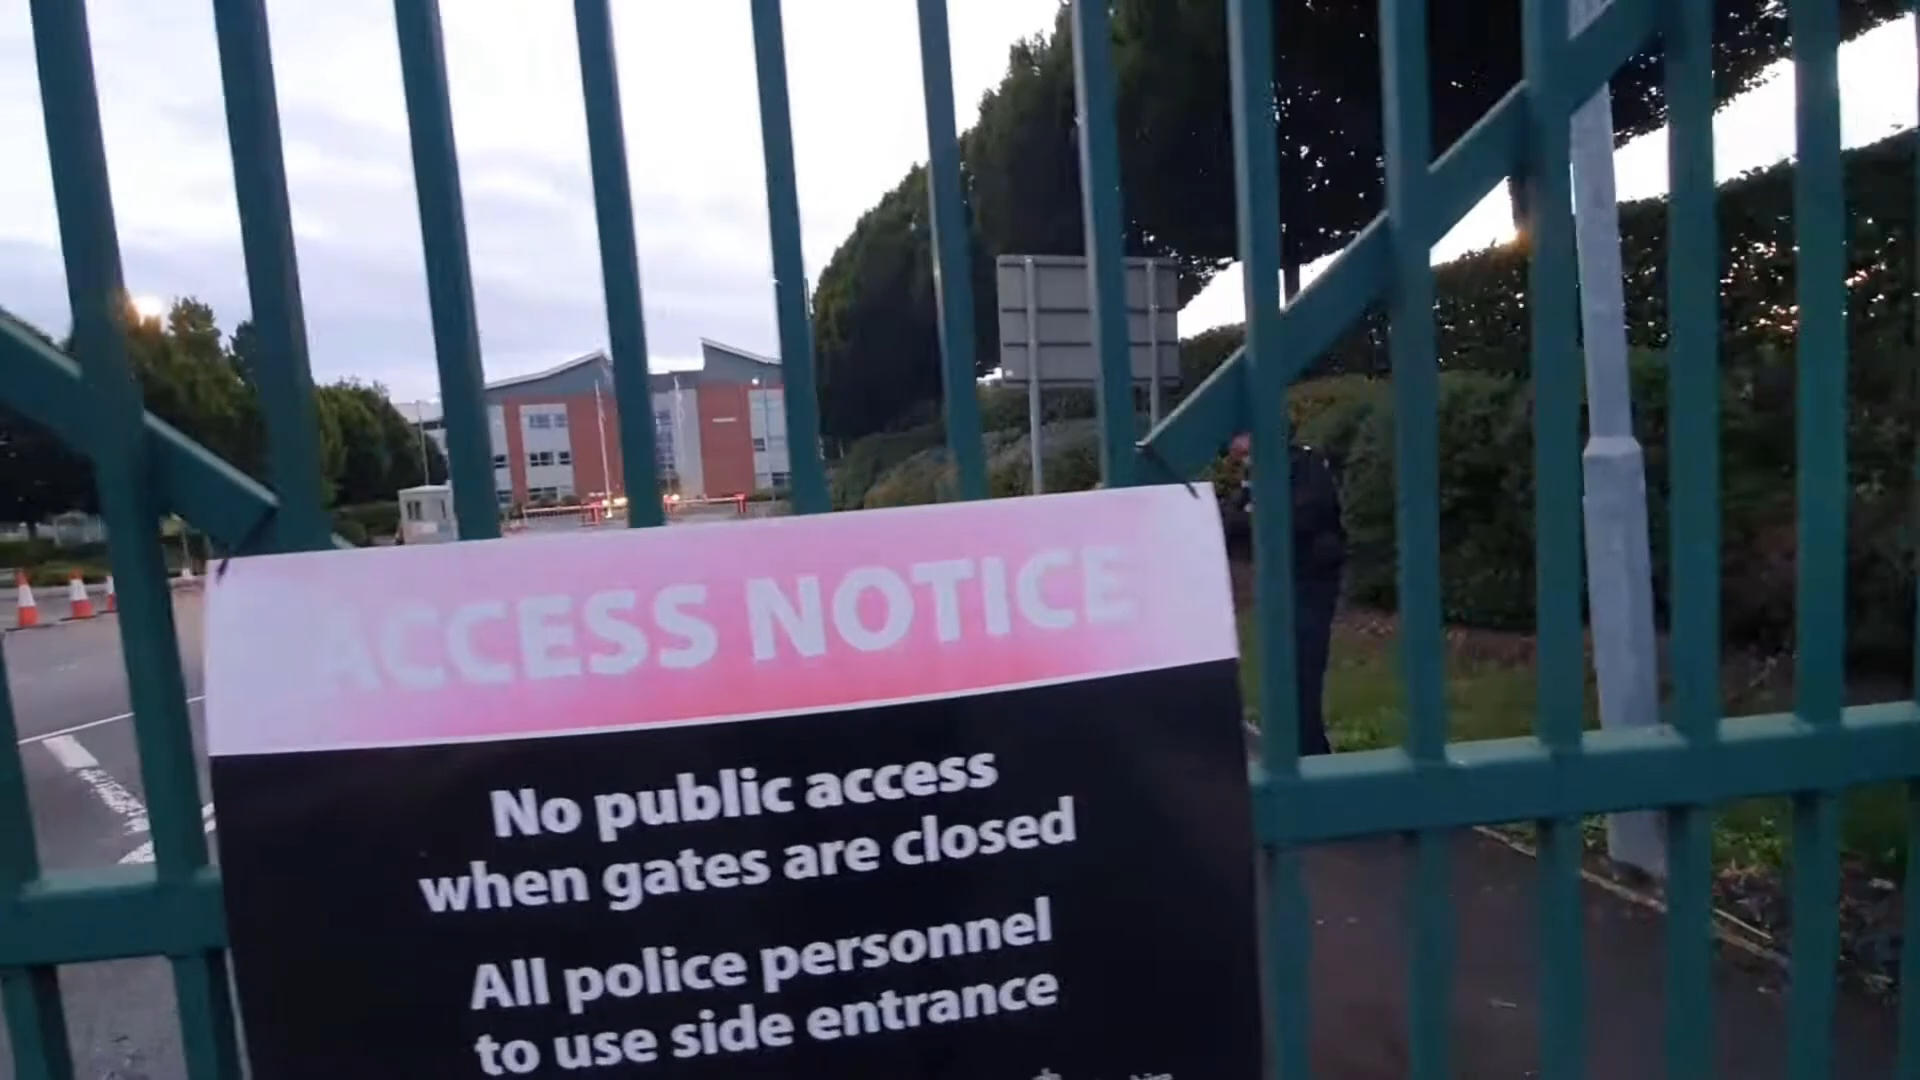 ACCESS NOTICE
No public access
when gates are closed
All police personnel
to use side entrance